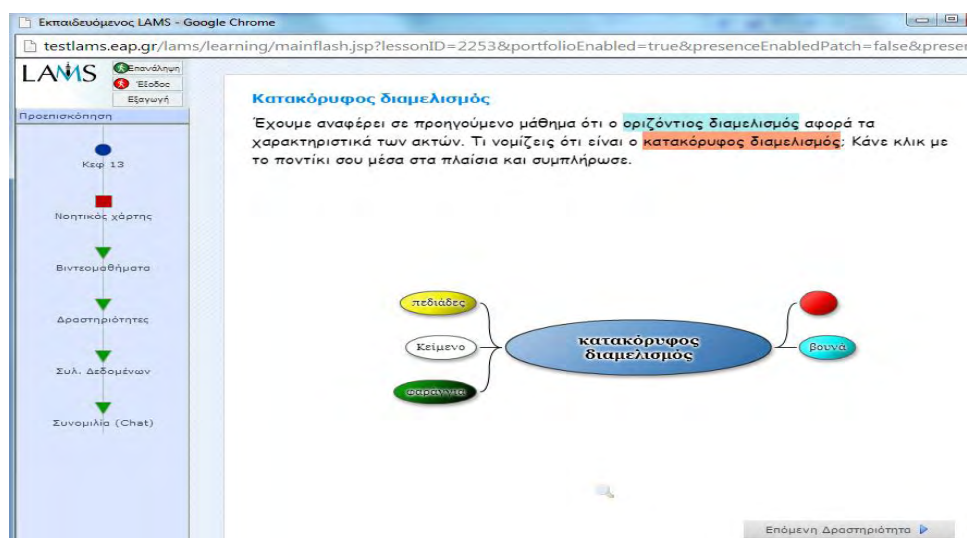 Εκπαιδευόμενος LAMS - Google Chrome
testlams.eap.gr/lams/learning/mainflash.jsp?lessonID=2253&portfolioEnabled=true&presenceEnabledPatch=false&presen
LAMS
Επανάληψη
Έξοδος
Εξαγωγή
Προεπισκόπηση
Κεφ 13
Νοητικός χάρτης
Βιντεομαθήματα
Δραστηριότητες
Συλ. Δεδομένων
Συνομιλία (Chat)
Κατακόρυφος διαμελισμός
Έχουμε αναφέρει σε προηγούμενο μάθημα ότι ο οριζόντιος διαμελισμός αφορά τα
χαρακτηριστικά των ακτών. Τι νομίζεις ότι είναι ο κατακόρυφος διαμελισμός; Κάνε κλικ με
το ποντίκι σου μέσα στα πλαίσια και συμπλήρωσε.
πεδιάδες
Κείμενο
φαράγγια
κατακόρυφος
διαμελισμός
βουνά
Επόμενη Δραστηριότητα